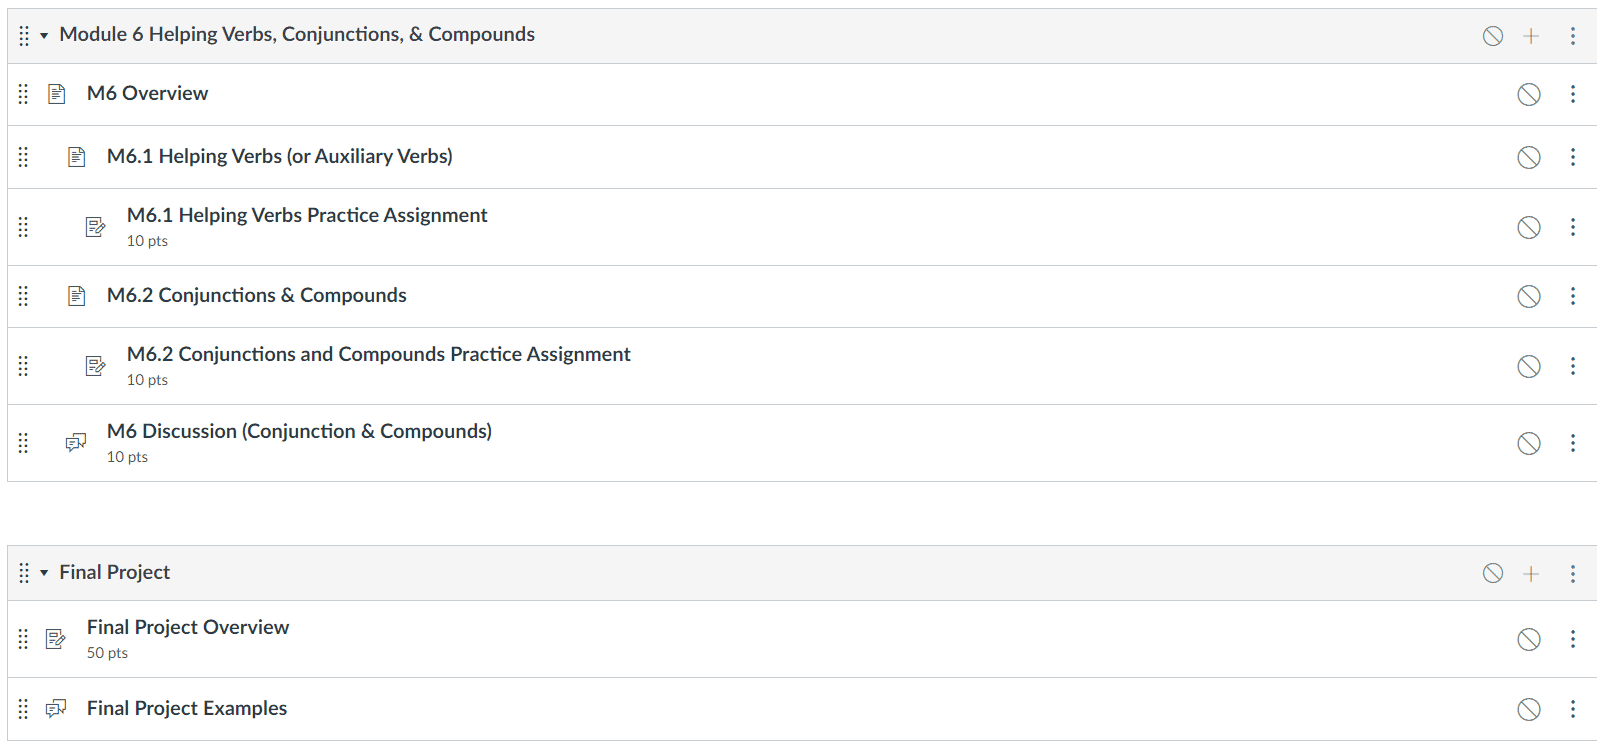 Module 6 Helping Verbs, Conjunctions, & Compounds
M6 Overview
M6.1 Helping Verbs (or Auxiliary Verbs)
M6.1 Helping Verbs Practice Assignment
10 pts
M6.2 Conjunctions & Compounds
M6.2 Conjunctions and Compounds Practice Assignment
10 pts
M6 Discussion (Conjunction & Compounds)
10 pts
Final Project
Final Project Overview
50 pts
Final Project Examples